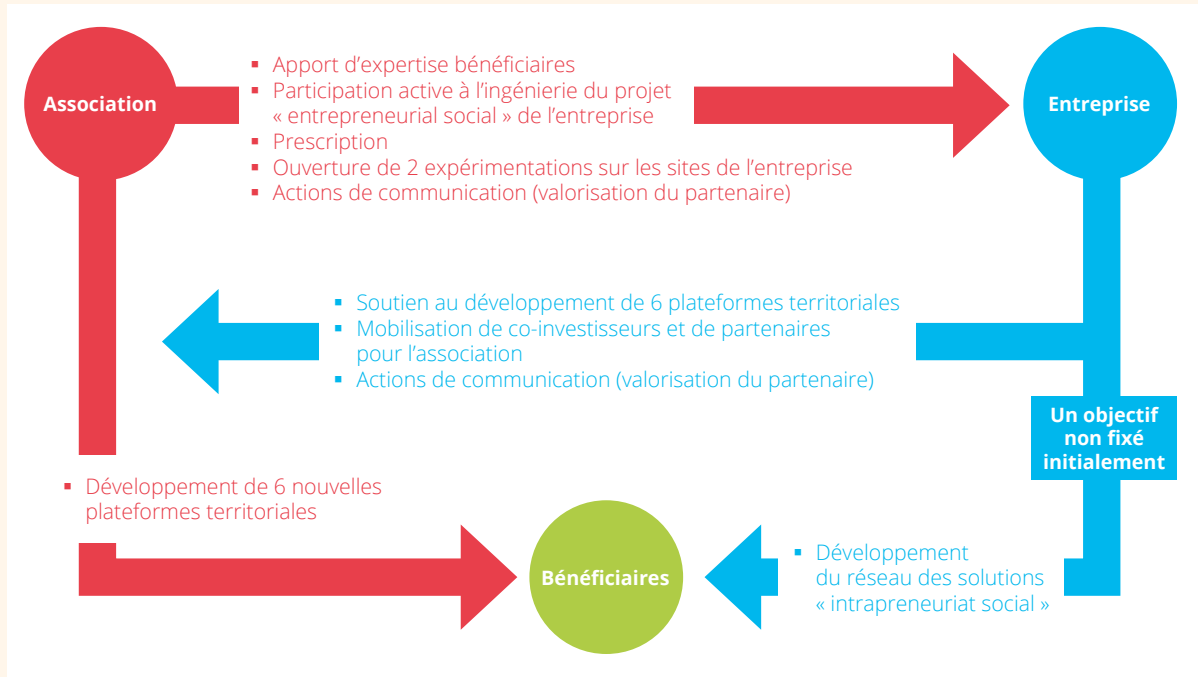 Association
▪ Apport d’expertise bénéficiaires
▪ Participation active à l’ingénierie du projet
« entrepreneurial social » de l’entreprise
▪ Prescription
▪ Ouverture de 2 expérimentations sur les sites de l’entreprise
▪ Actions de communication (valorisation du partenaire)
Entreprise
▪ Soutien au développement de 6 plateformes territoriales
▪ Mobilisation de co-investisseurs et de partenaires
pour l’association
▪ Actions de communication (valorisation du partenaire)
Un objectif
non fixé
initialement
▪ Développement de 6 nouvelles
plateformes territoriales
Bénéficiaires
▪ Développement
du réseau des solutions
« intrapreneuriat social »